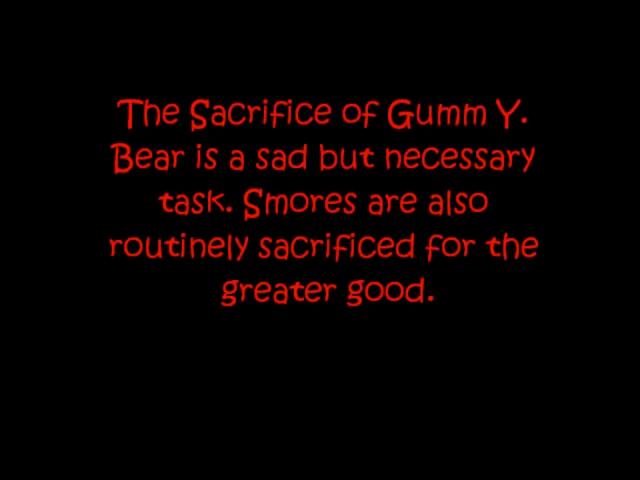 The Sacrifice of Gumm Y.
Bear is a sad but necessary
task. Smores are also
routinely sacrificed for the
greater good.